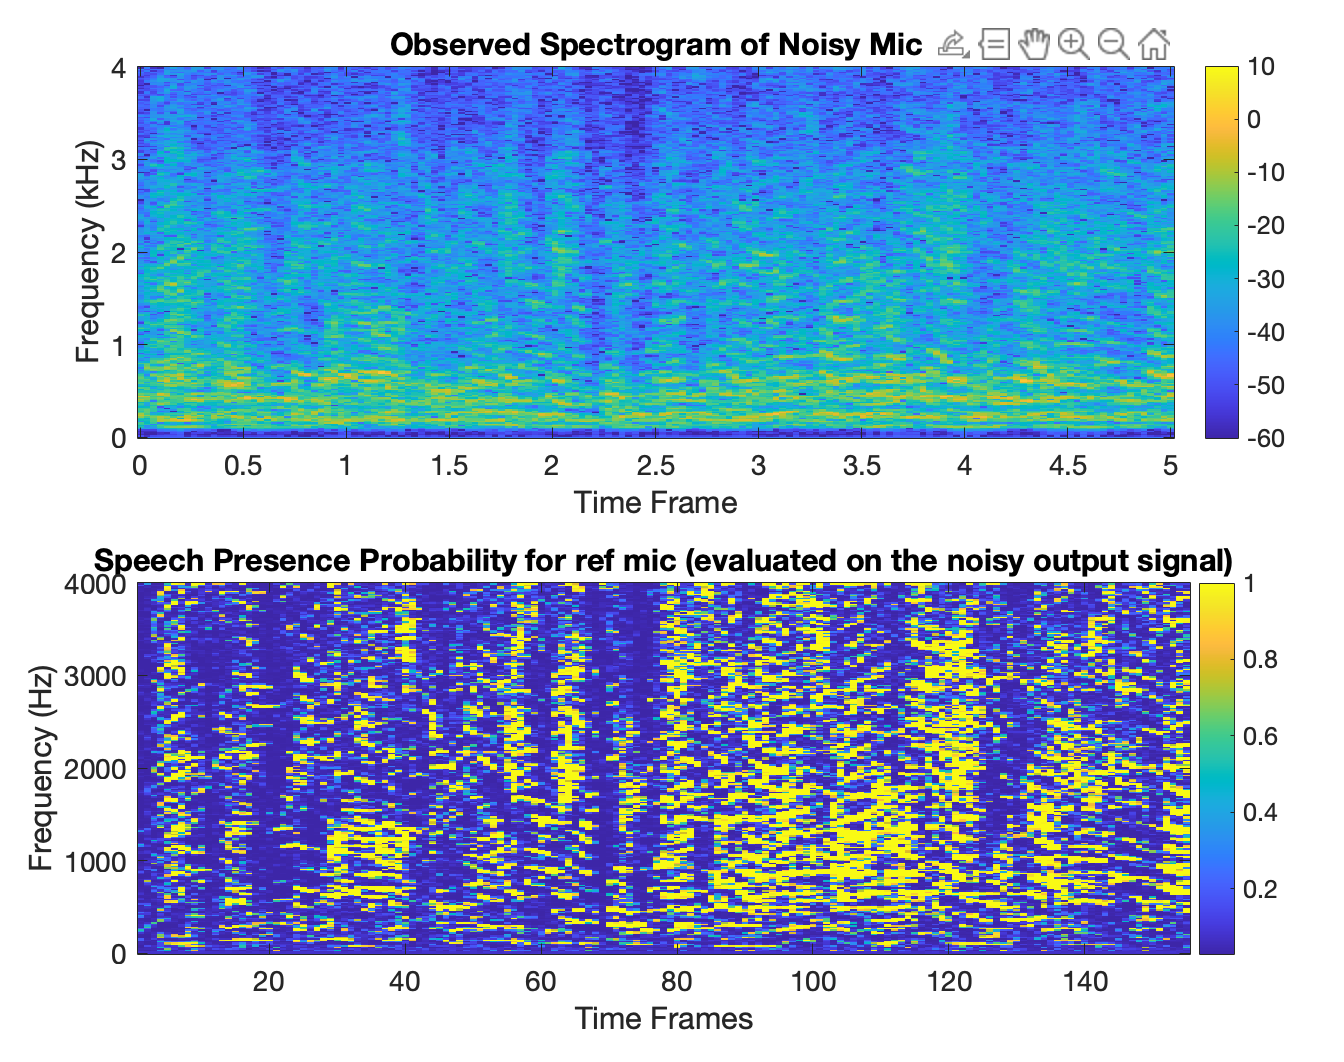 Observed Spectrogram of Noisy Mic
Frequency (kHz)
4
3
2
1
0
0 0.5 1 1.5 2 2.5 3 3.5 4 4.5 5
Time Frame
10
0
-10
-20
-30
-40
-50
-60
Speech Presence Probability for ref mic (evaluated on the noisy output signal)
Frequency (Hz)
4000
3000
2000
1000
0
20 40 60 80 100 120 140
Time Frames
1
0.8
0.6
0.4
0.2